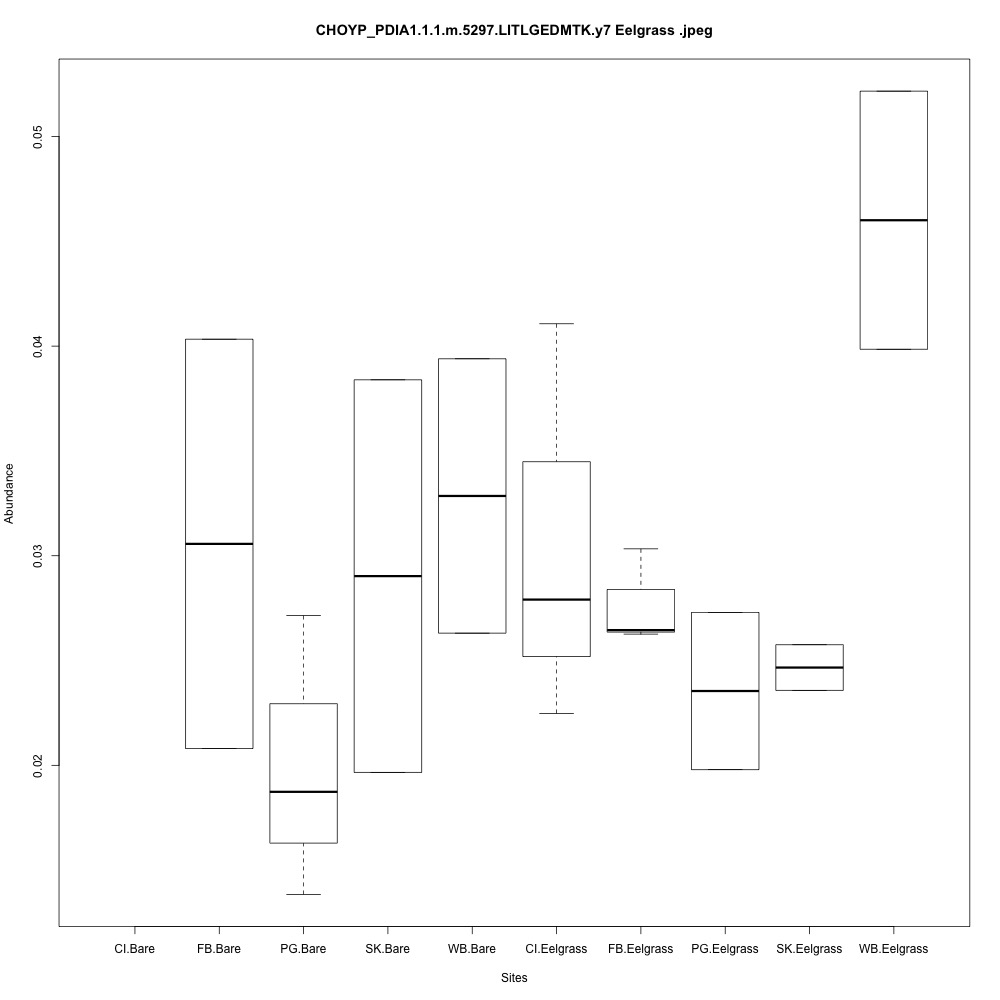 CHOYP_PDIA1.1.1.m.5297.LITLGEDMTK.y7 Eelgrass .jpeg
0.05
0.04
0.03
0.02
Abundance
CI.Bare FB.Bare PG.Bare SK.Bare WB.Bare CI.Eelgrass FB.Eelgrass PG.Eelgrass SK.Eelgrass WB.Eelgrass
Sites